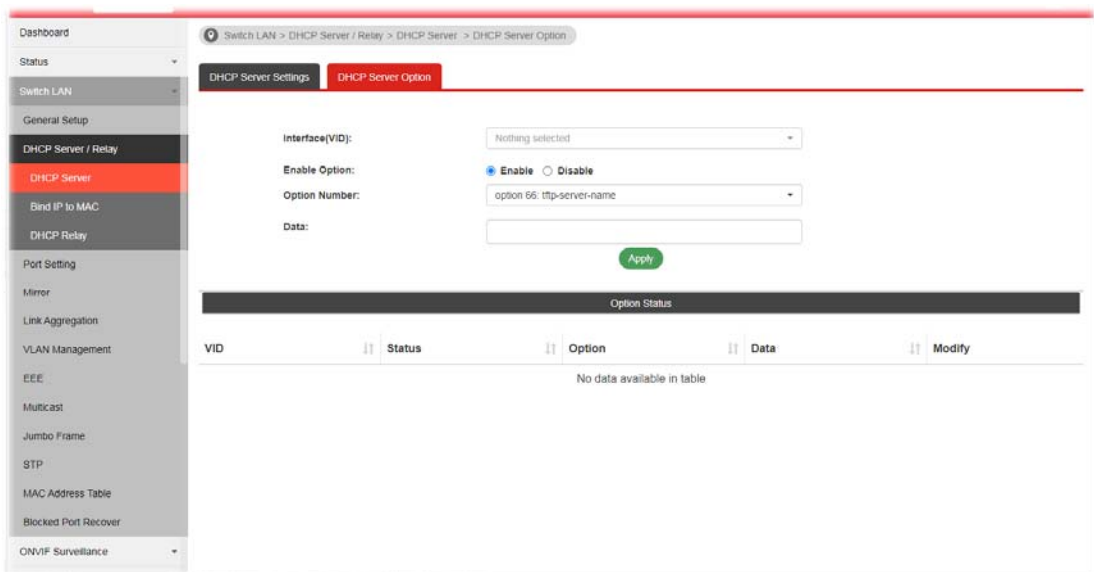 Dashboard
Status
Switch LAN
General Setup
DHCP Server / Relay
DHCP Server
Bind IP to MAC
DHCP Relay
Port Setting
Mirror
Link Aggregation
VLAN Management
EEE
Multicast
Jumbo Frame
STP
MAC Address Table
Blocked Port Recover
ONVIF Surveillance
Switch LAN > DHCP Server / Relay > DHCP Server > DHCP Server Option
DHCP Server Settings DHCP Server Option
Interface(VID): Nothing selected
Enable Option: Enable Disable
Option Number: option 66: tftp-server-name
Data:
Apply
Option Status
VID Status Option Data Modify
No data available in table